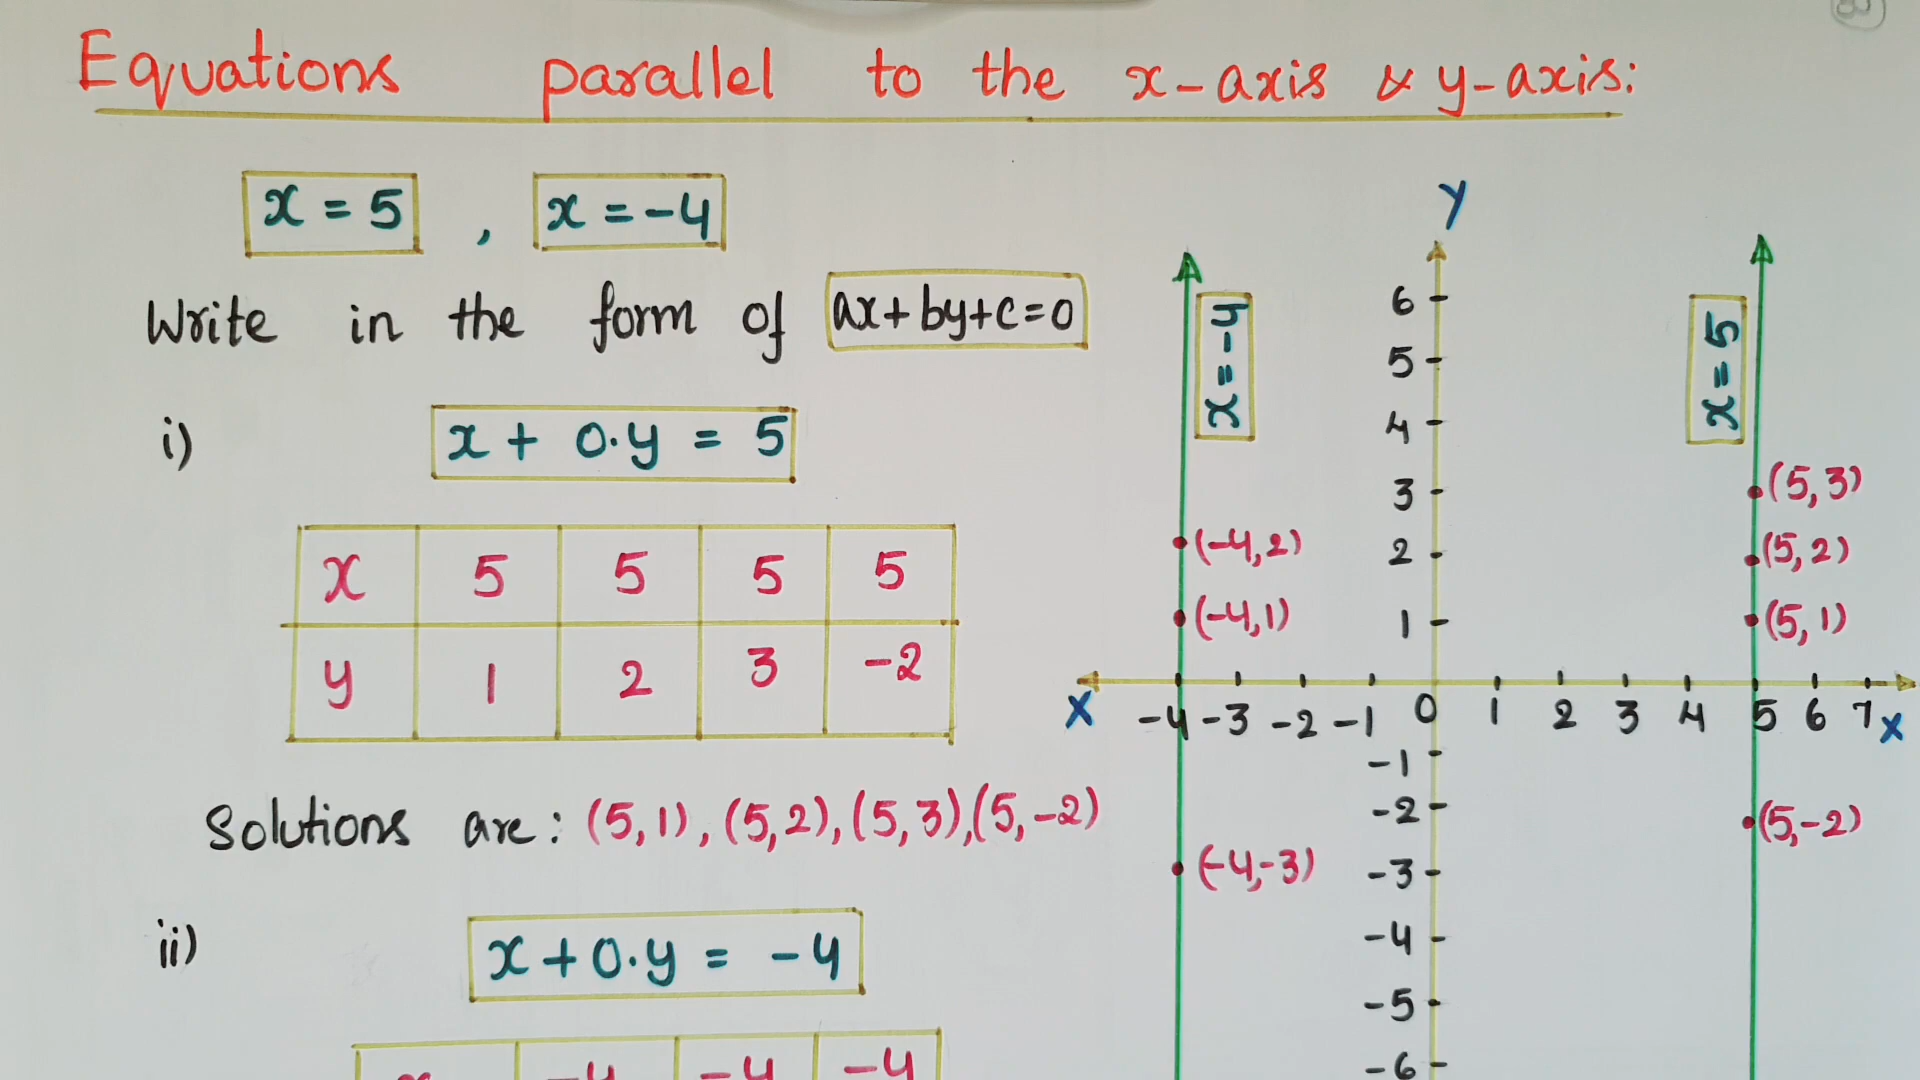 Equations parallel to the x-axis & y-axis:
x = 5 , x = -4
Write in the form of ax+by+c=0
i) x + 0.y = 5
x 5 5 5 5
y 1 2 3 -2
Solutions are: (5,1), (5,2), (5,3),(5,-2)
ii) x+0.y = -4
-4 -4 -4
Y
x=-4
x=5
6
5
4
3
2
1
(5,3)
(-4,2)
(5,2)
(-4,1)
(5,1)
X -4 -3 -2 -1 0 1 2 3 4 5 6 7 X
-1
-2
-3
-4
-5
-6
(5,-2)
(-4,-3)